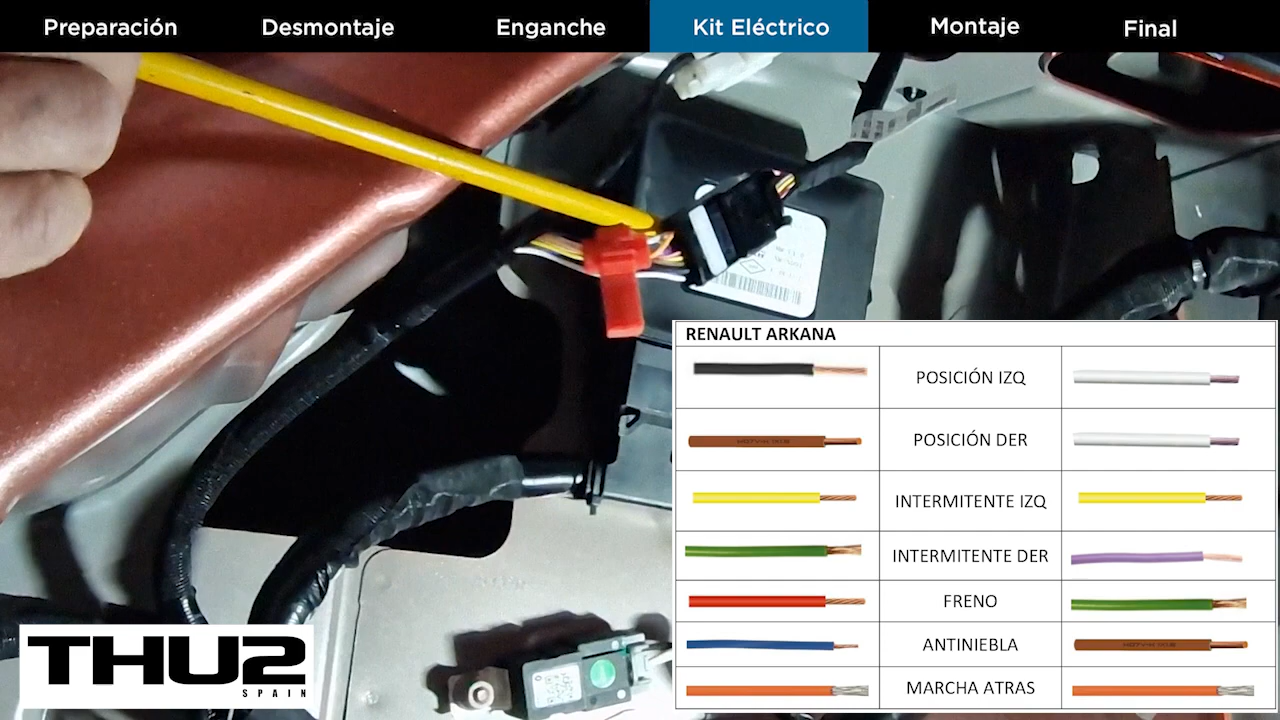 Preparación
Desmontaje
Enganche
Kit Eléctrico
Montaje
Final
RENAULT ARKANA
POSICIÓN IZQ
POSICIÓN DER
INTERMITENTE IZQ
INTERMITENTE DER
FRENO
ANTINIEBLA
MARCHA ATRAS
THU2
SPAIN